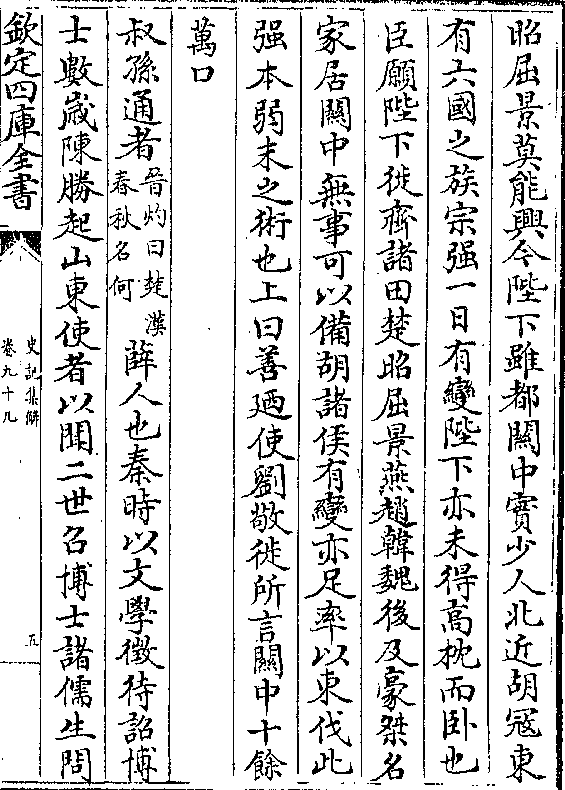 昭屈景莫能興今陛下雖都關中實少人北近胡冦東
有六國之族宗强一日有變陛下亦未得髙枕而卧也
臣願陛下徙齊諸田楚昭屈景燕趙韓魏後及豪桀名
家居關中無事可以備胡諸侯有變亦足率以東伐此
强本弱末之術也上曰善廼使劉敬徙所言關中十餘
萬口
叔孫通者晉灼曰楚漢春秋名何薛人也秦時以文學徴待詔博
士數嵗陳勝起山東使者以聞二世召博士諸儒生問
欽定四庫全書
史記集解
卷九十九
五